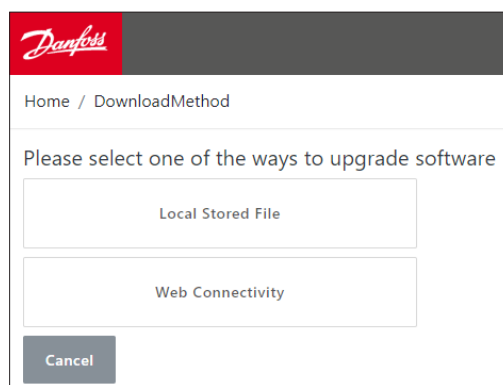 Danfoss
Home / DownloadMethod
Please select one of the ways to upgrade software
Local Stored File
Web Connectivity
Cancel